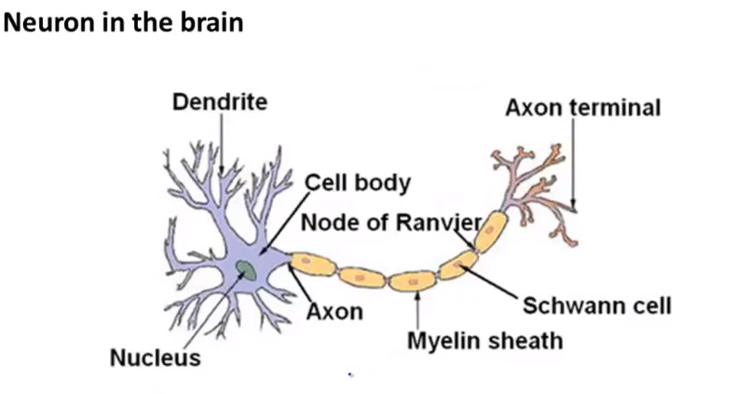 Neuron in the brain
Dendrite
Axon terminal
Cell body
Node of Ranvier
Axon
Schwann cell
Myelin sheath
Nucleus